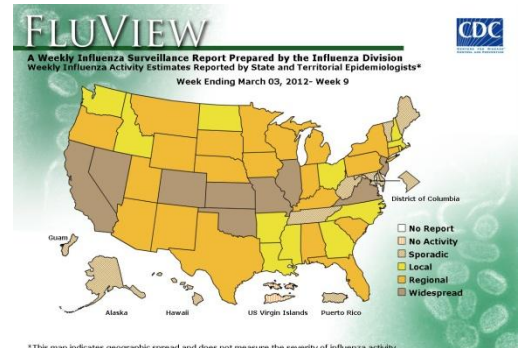 FLUVIEW
CDC
A Weekly Influenza Surveillance Report Prepared by the Influenza Division
Weekly Influenza Activity Estimates Reported by State and Territorial Epidemiologists*
Week Ending March 03, 2012- Week 9
District of Columbia
No Report
No Activity
Sporadic
Local
Regional
Widespread
Guam
Alaska
Hawaii
US Virgin Islands
Puerto Rico
*This map indicates geographic spread and does not measure the severity of influenza activity